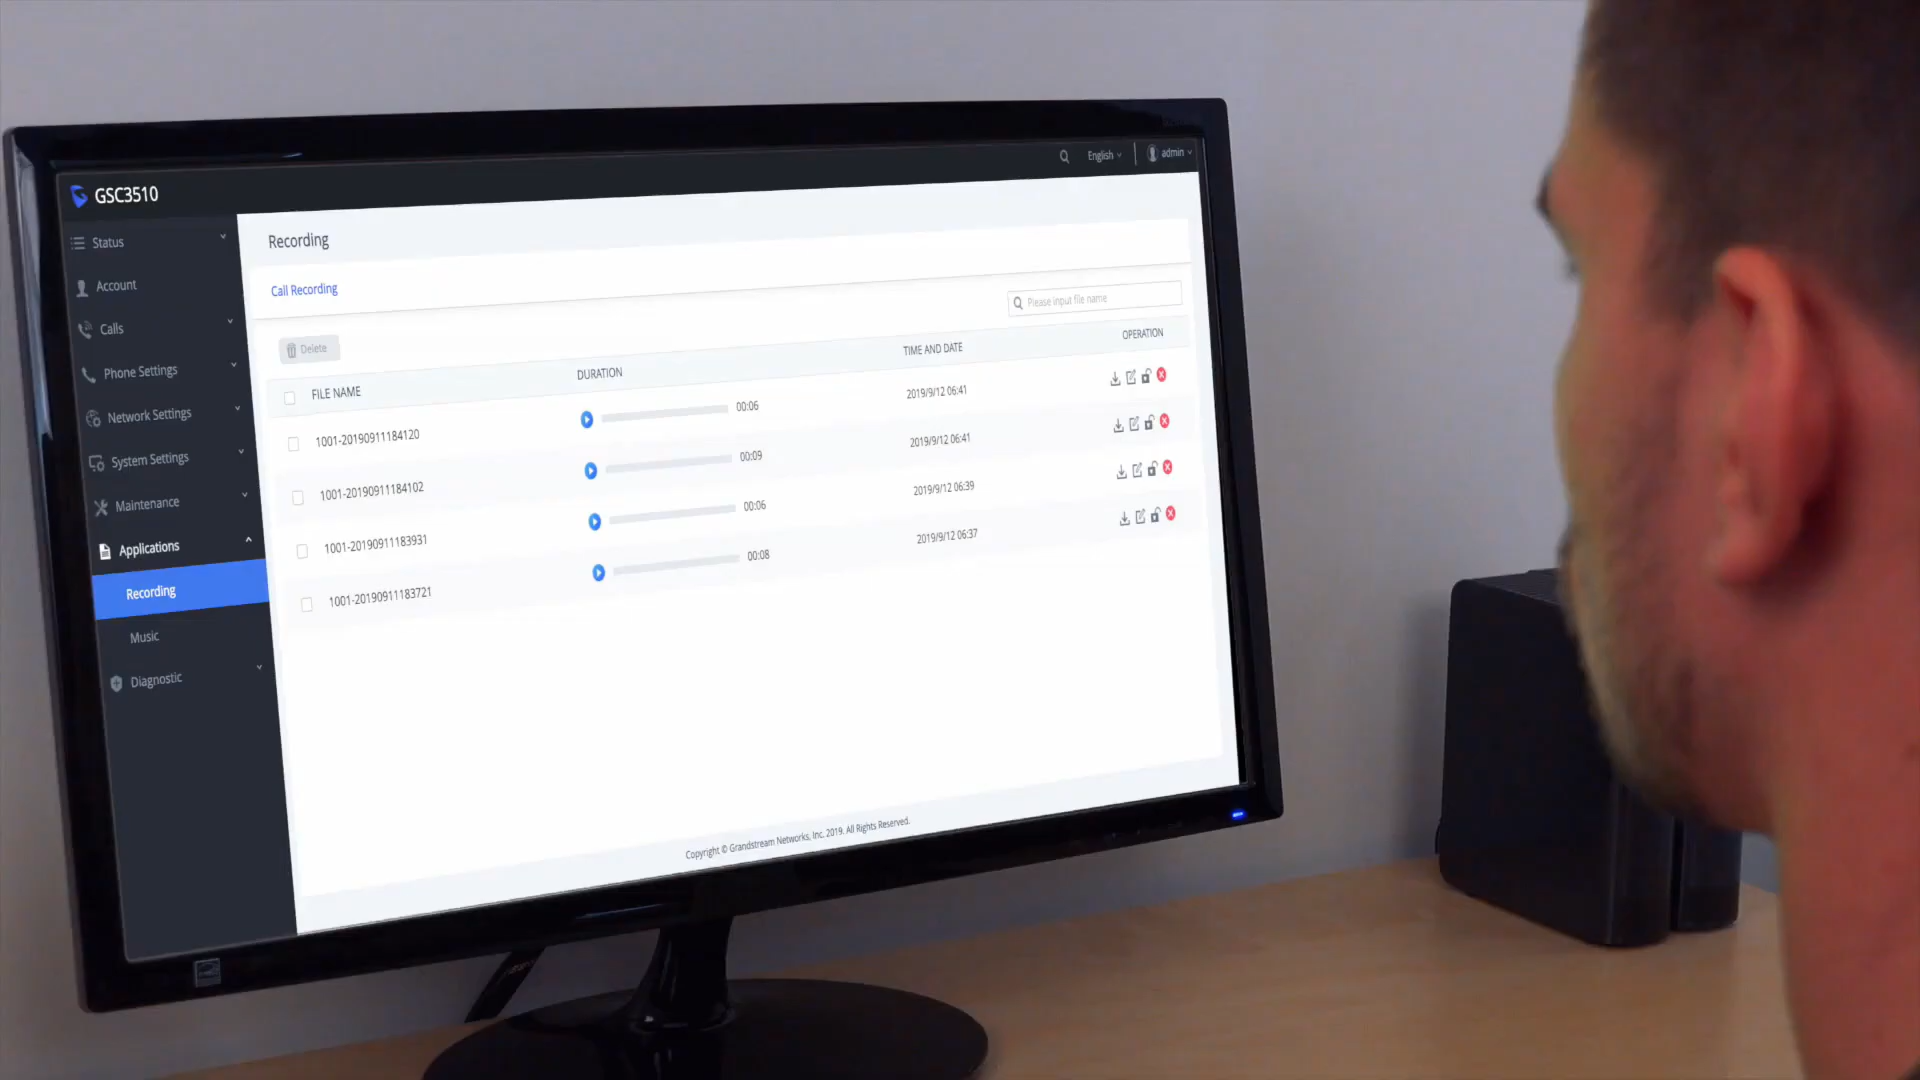 GSC3510
English
admin
Status
Account
Calls
Phone Settings
Network Settings
System Settings
Maintenance
Applications
Recording
Music
Diagnostic
Recording
Call Recording
Please input file name
Delete
FILE NAME DURATION TIME AND DATE OPERATION
1001-20190911184120 00:06 2019/9/12 06:41
1001-20190911184102 00:09 2019/9/12 06:41
1001-20190911183931 00:06 2019/9/12 06:39
1001-20190911183721 00:08 2019/9/12 06:37
Copyright © Grandstream Networks, Inc. 2019. All Rights Reserved.